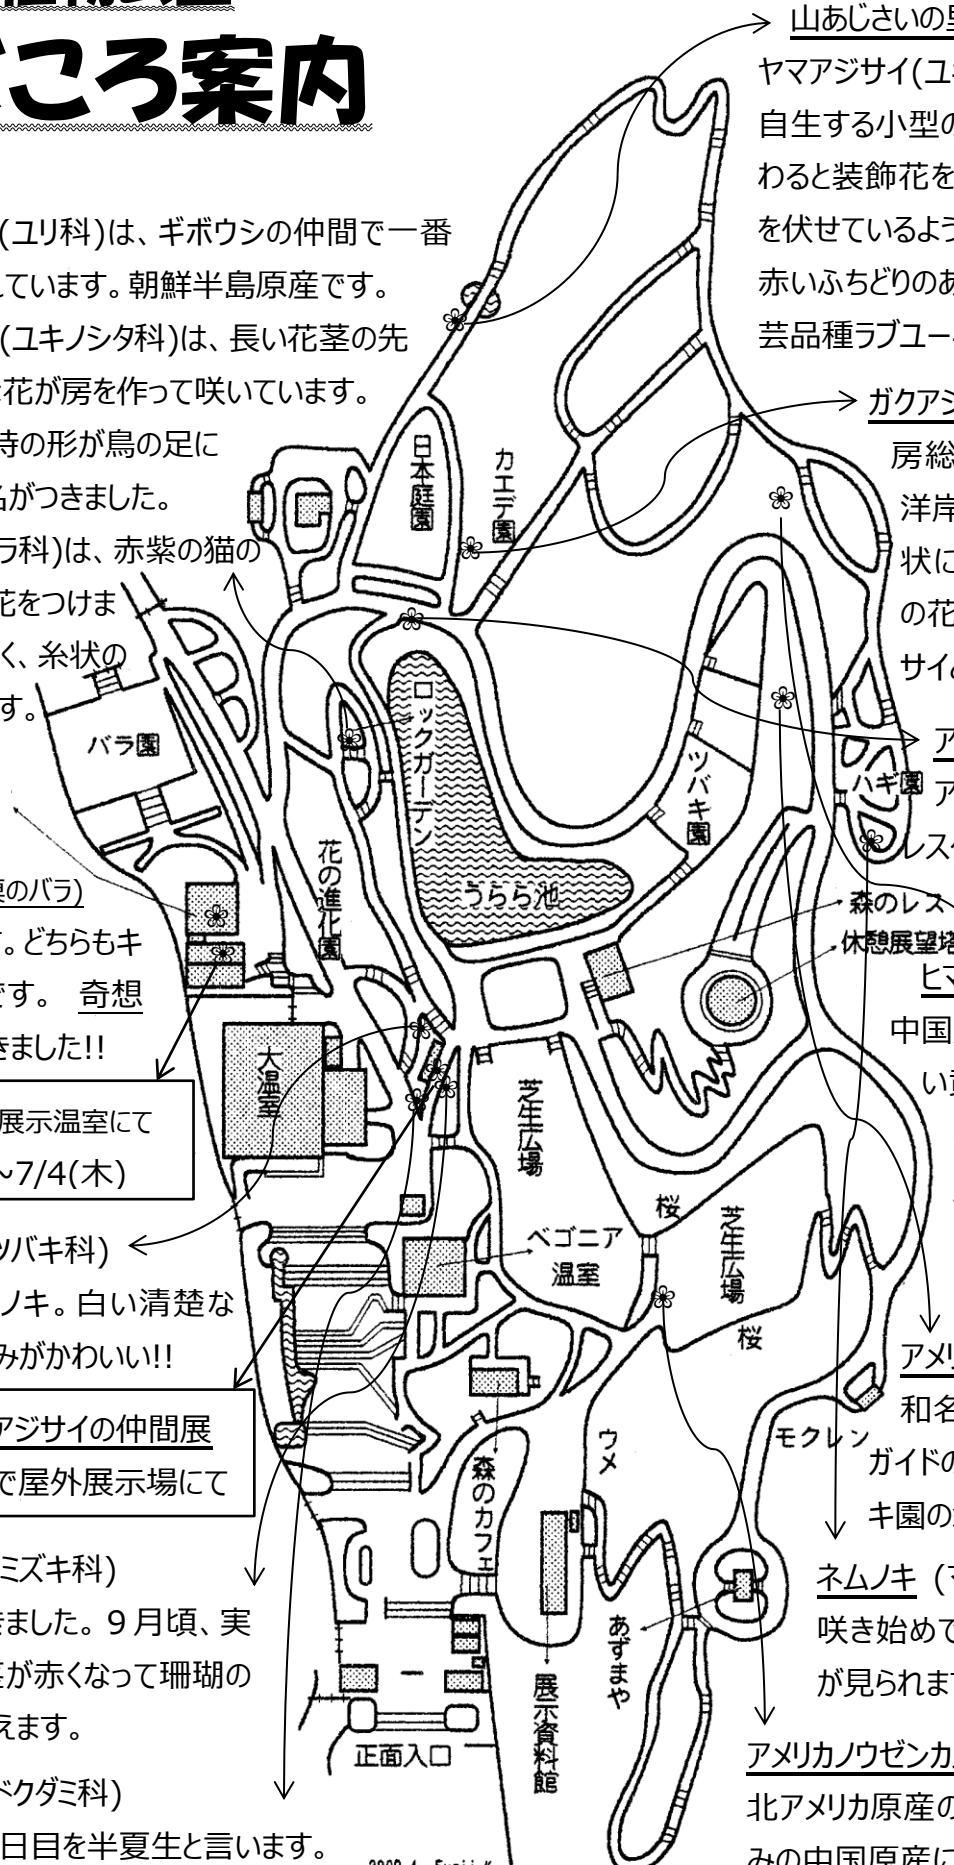 ごころ案内
山あじさいの
ヤマアジサイ(ユキ
自生する小型の
わると装飾花を
を伏せているよう
赤いふちどりのあ
芸品種ラブユー
(ユリ科)は、ギボウシの仲間で一番
ています。朝鮮半島原産です。
(ユキノシタ科)は、長い花茎の先
花が房を作って咲いています。
時の形が鳥の足に
名がつきました。
ラ科)は、赤紫の猫の
花をつけま
く、糸状の
す。
ガクアジ
房総
洋岸
状に
の花
サイ
日本庭園
カエデ園
ロックガーデン
バラ園
ツバキ園
ハギ園
ア
ア
レス
花の進化園
うらら池
森のレス
休憩展望塔
のバラ)
。どちらもキ
です。 奇想
きました!!
ヒマ
中国
い
大温室
芝生広場
展示温室にて
~7/4(木)
桜
芝生広場
桜
ベゴニア
温室
ツバキ科)
ノキ。白い清楚な
みがかわいい!!
アジサイの仲間展
で屋外展示場にて
アメリ
和名
ガイドの
キ園の
モクレン
ウメ
森のカフェ
ミズキ科)
きました。9月頃、実
が赤くなって珊瑚の
えます。
ネムノキ (マ
咲き始めて
が見られます
あずまや
展示資料館
正面入口
ドクダミ科)
日目を半夏生と言います。
アメリカノウゼンカ
北アメリカ原産の
みの中国原産に